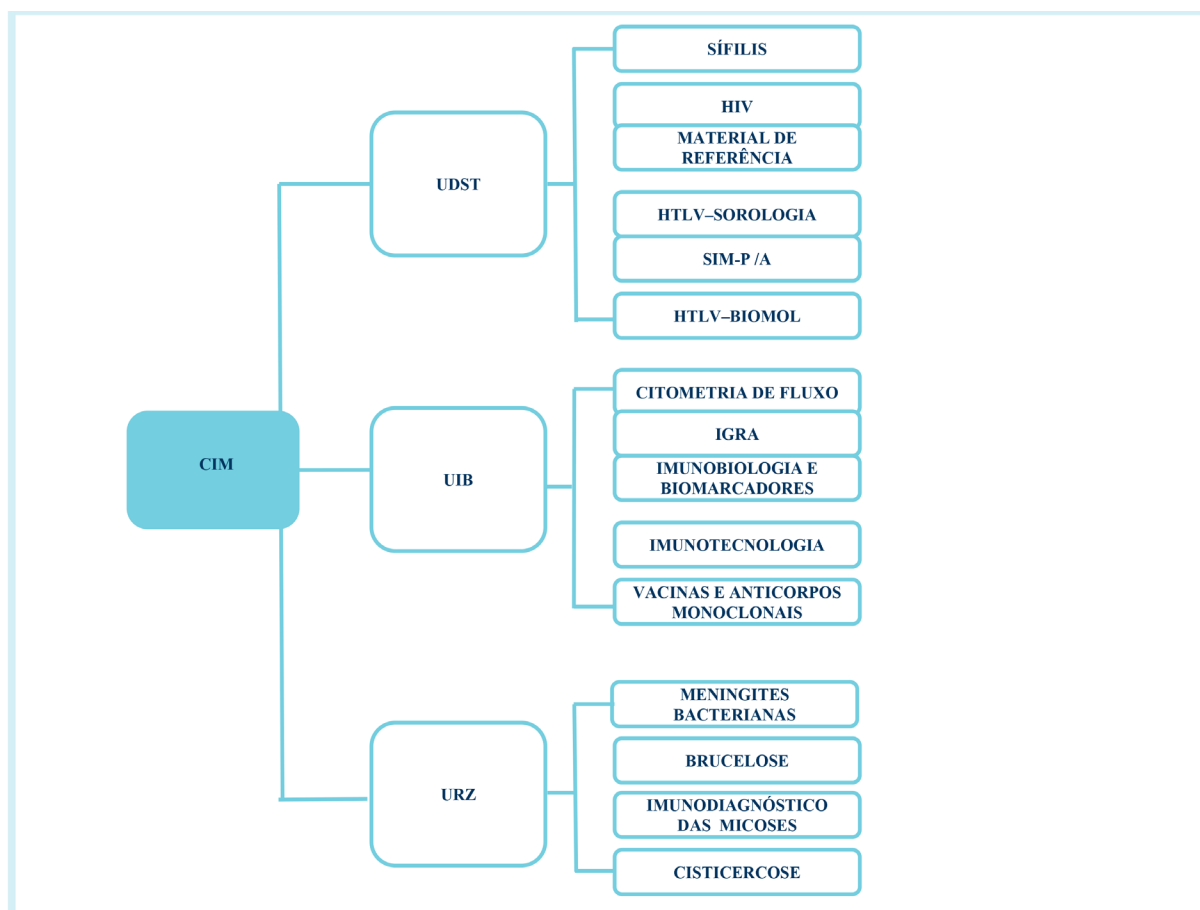 CIM
UDST
SÍFILIS
HIV
MATERIAL DE
REFERÊNCIA
HTLV–SOROLOGIA
SIM-P /A
HTLV–BIOMOL
UIB
CITOMETRIA DE FLUXO
IGRA
IMUNOBIOLOGIA E
BIOMARCADORES
IMUNOTECNOLOGIA
VACINAS E ANTICORPOS
MONOCLONAIS
URZ
MENINGITES
BACTERIANAS
BRUCELOSE
IMUNODIAGNÓSTICO
DAS MICOSES
CISTICERCOSE